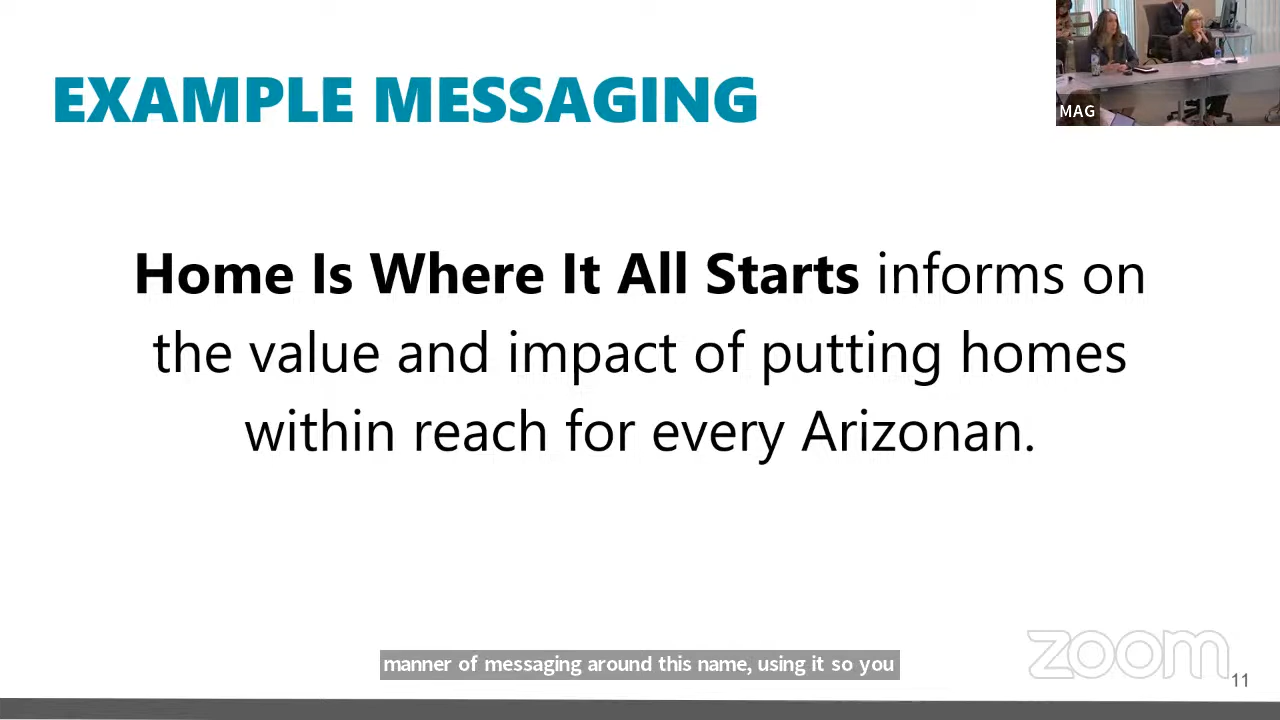 EXAMPLE MESSAGING
MAG
Home Is Where It All Starts informs on
the value and impact of putting homes
within reach for every Arizonan.
manner of messaging around this name, using it so you
zoom
11